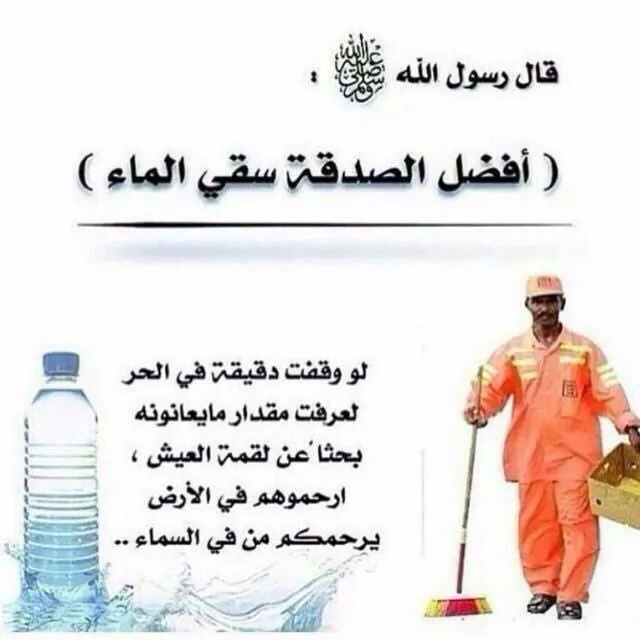 قال رسول الله ﷺ :
( أفضل الصدقة سقي الماء )
لو وقفت دقيقة في الحر
لعرفت مقدار مايعانونه
بحثاً عن لقمة العيش ،
ارحموهم في الأرض
يرحمكم من في السماء ..